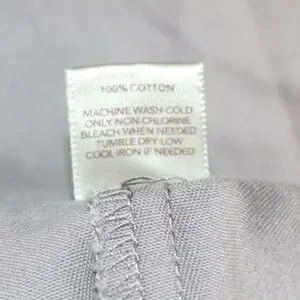 100% COTTON
MACHINE WASH COLD
ONLY NON-CHLORINE
BLEACH WHEN NEEDED
TUMBLE DRY LOW
COOL IRON IF NEEDED